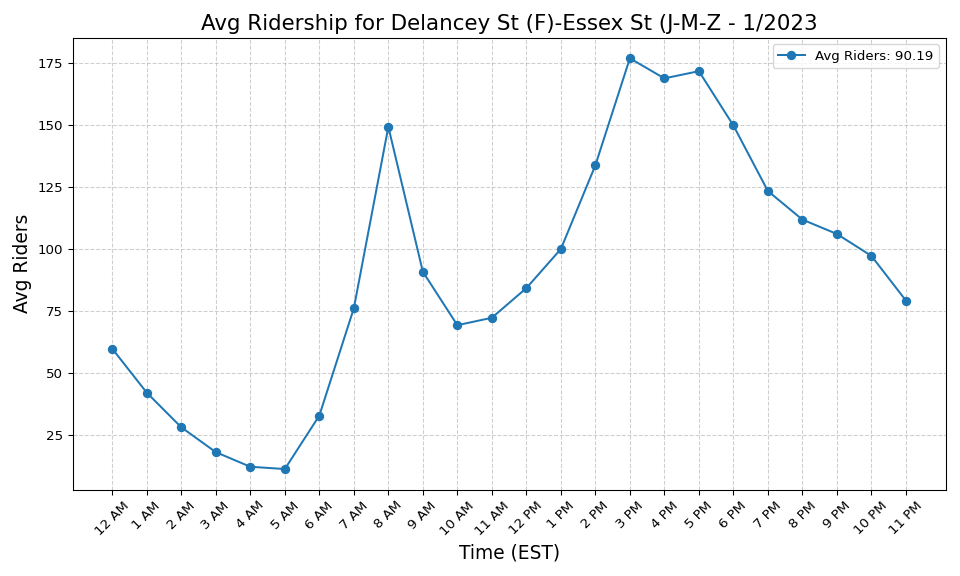 Avg Ridership for Delancey St (F)-Essex St (J-M-Z - 1/2023
Avg Riders: 90.19
Avg Riders
175
150
125
100
75
50
25
12 AM
1 AM
2 AM
3 AM
4 AM
5 AM
6 AM
7 AM
8 AM
9 AM
10 AM
11 AM
12 PM
1 PM
2 PM
3 PM
4 PM
5 PM
6 PM
7 PM
8 PM
9 PM
10 PM
11 PM
Time (EST)